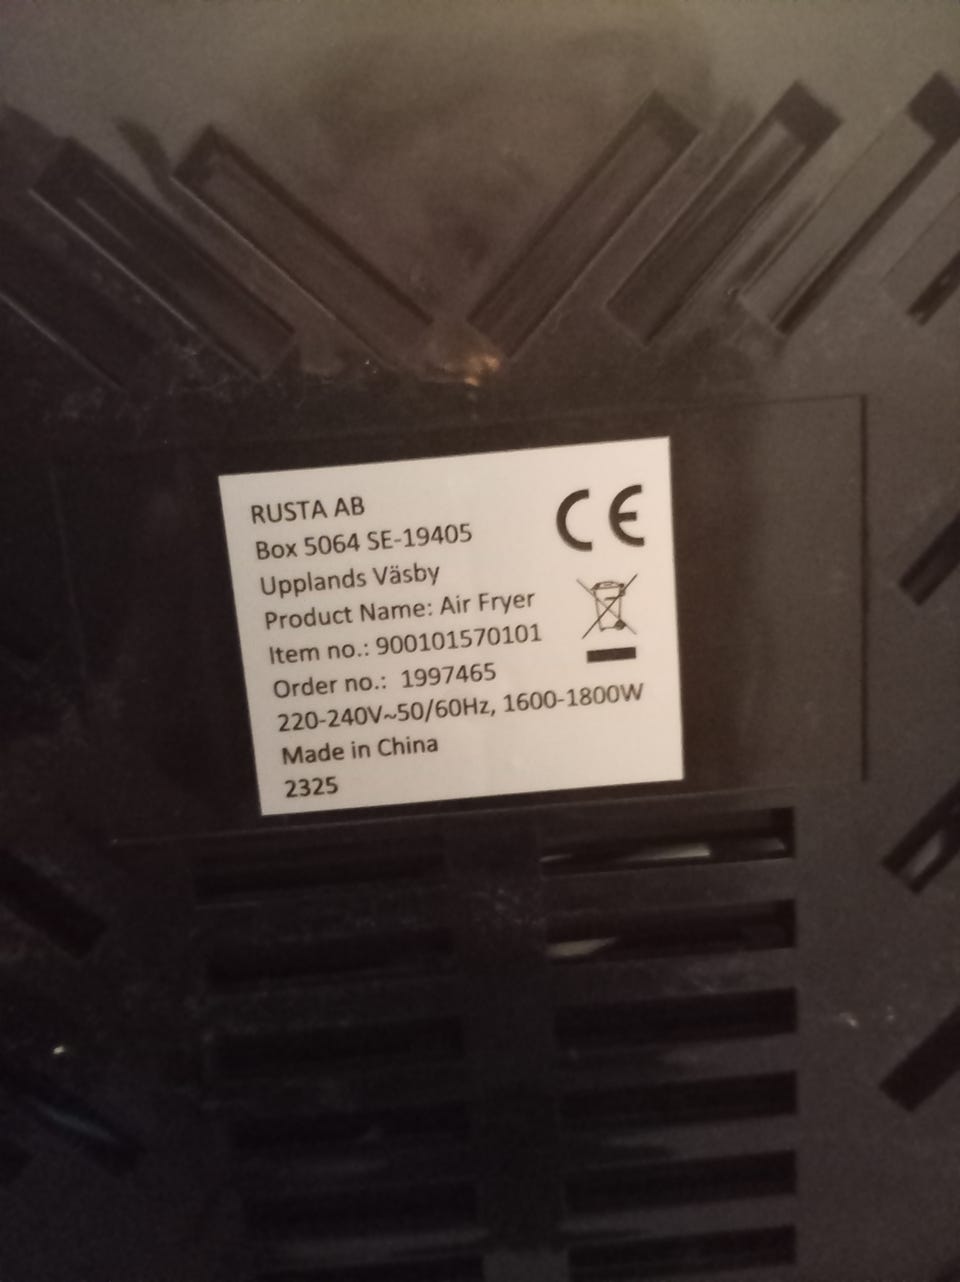 RUSTA AB
Box 5064 SE-19405
Upplands Väsby
Product Name: Air Fryer
Item no.: 900101570101
Order no.: 1997465
220-240V~50/60Hz, 1600-1800W
Made in China
2325
CE